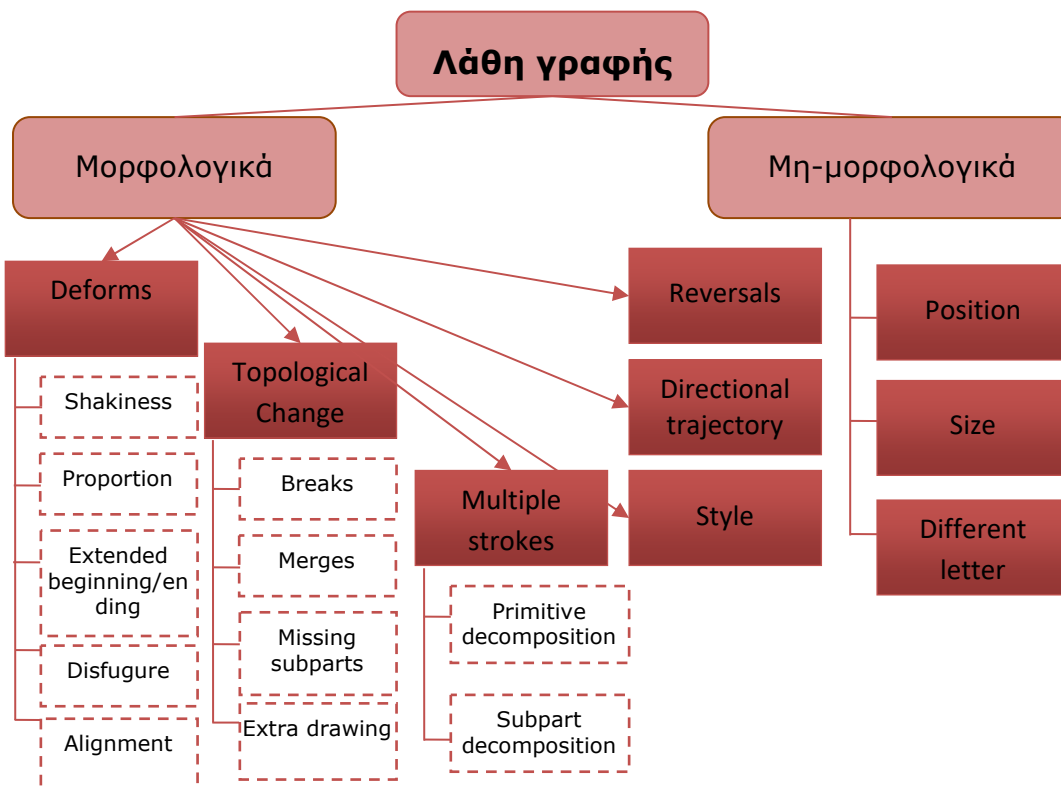 Λάθη γραφής
Μορφολογικά
Μη-μορφολογικά
Deforms
Shakiness
Proportion
Extended
beginning/en
ding
Disfugure
Alignment
Topological
Change
Breaks
Merges
Missing
subparts
Extra drawing
Multiple
strokes
Primitive
decomposition
Subpart
decomposition
Reversals
Directional
trajectory
Style
Position
Size
Different
letter